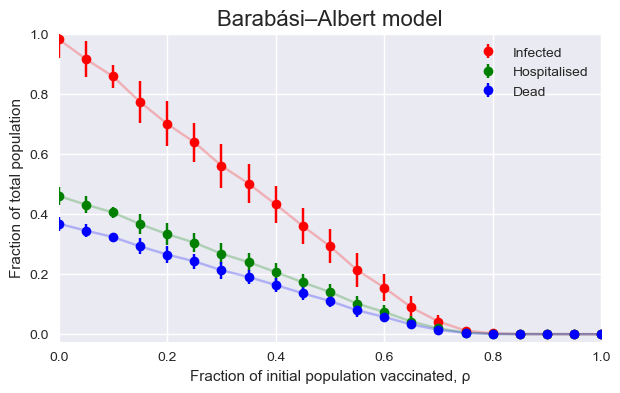 Barabási–Albert model
1.0
0.8
0.6
0.4
0.2
0.0
Fraction of total population
Infected
Hospitalised
Dead
0.0 0.2 0.4 0.6 0.8 1.0
Fraction of initial population vaccinated, ρ